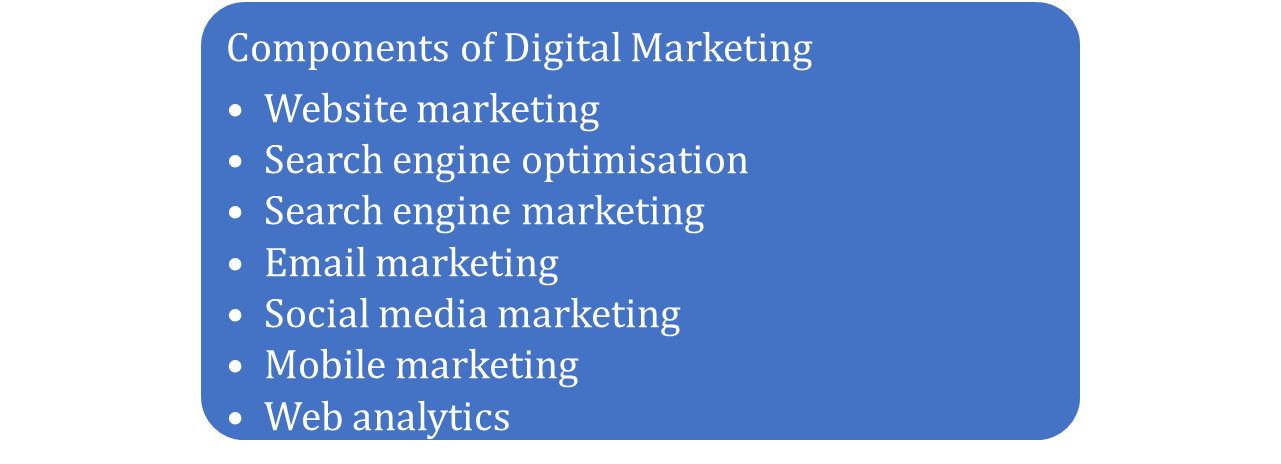 Components of Digital Marketing
• Website marketing
• Search engine optimisation
• Search engine marketing
• Email marketing
• Social media marketing
• Mobile marketing
• Web analytics